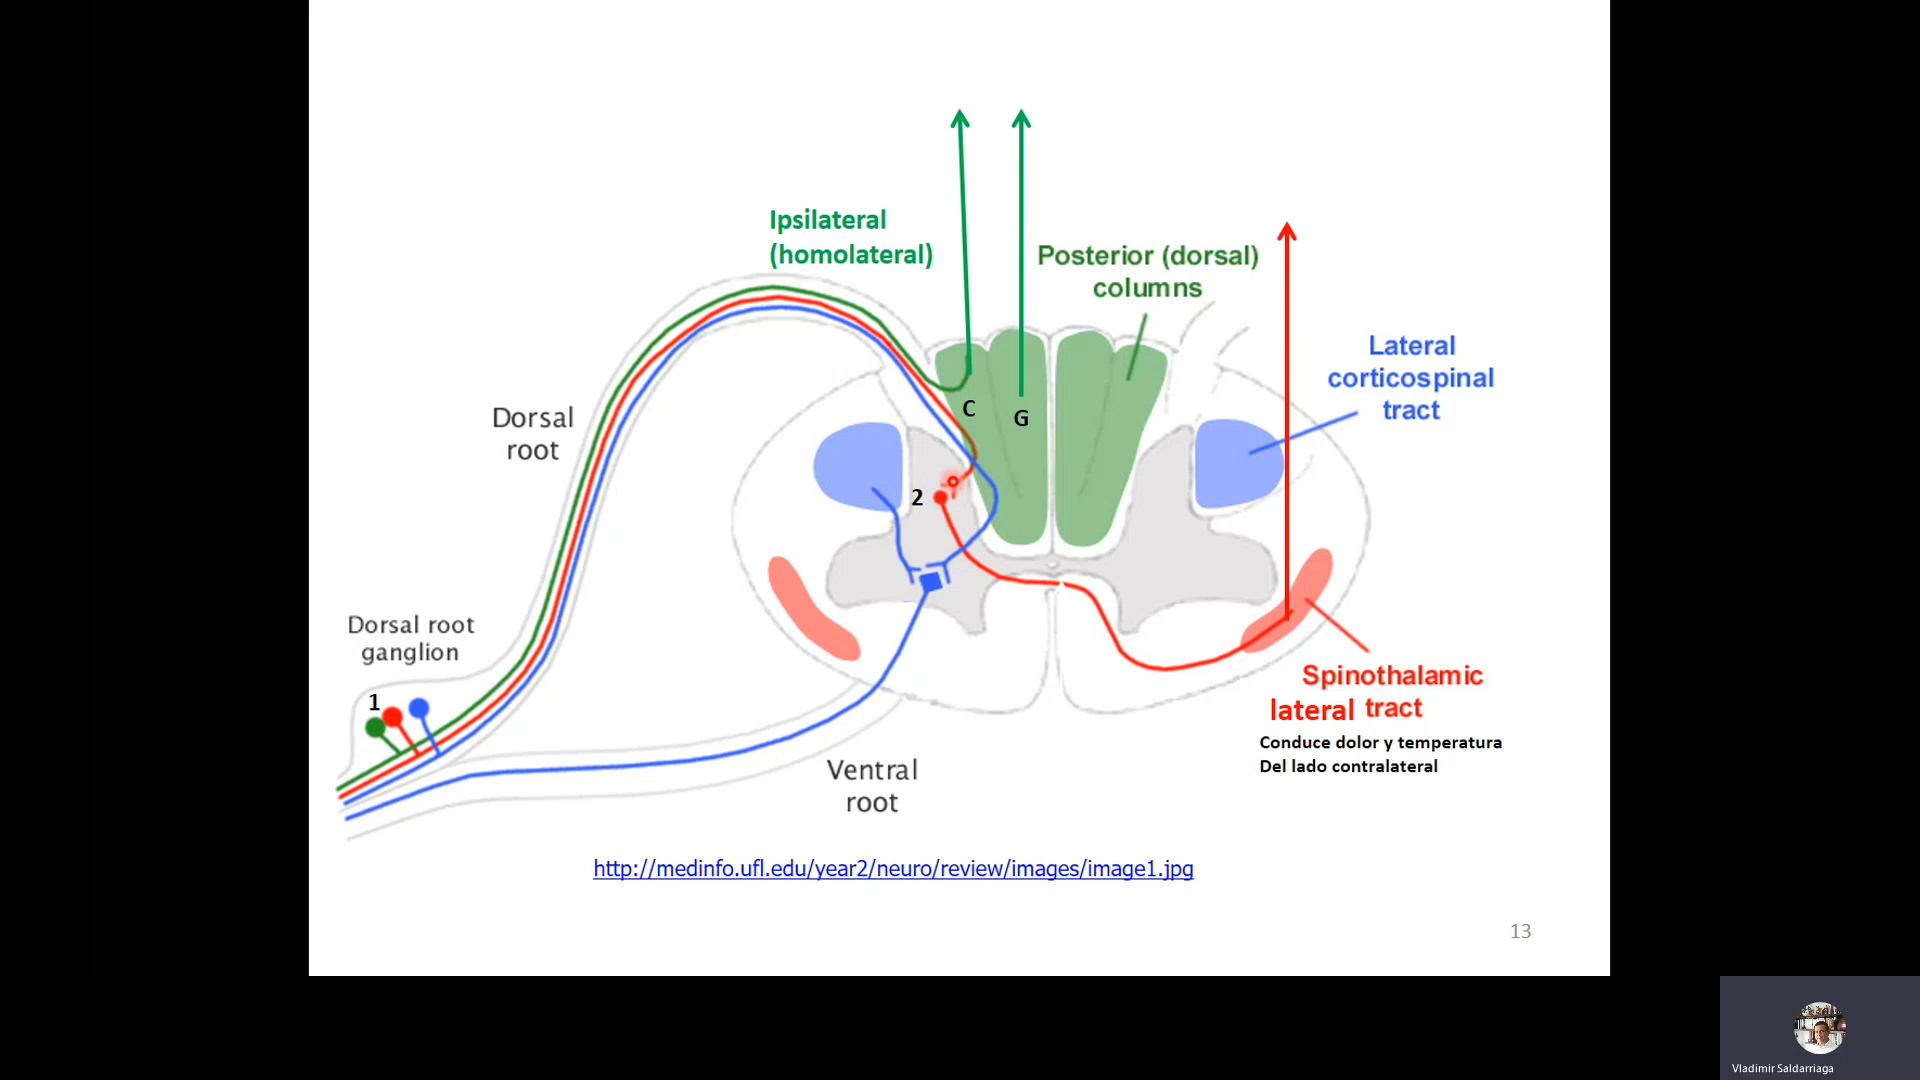 Ipsilateral
(homolateral)
Posterior (dorsal)
columns
Lateral
corticospinal
tract
Dorsal
root
C
G
2
Dorsal root
ganglion
1
Spinothalamic
lateral tract
Conduce dolor y temperatura
Del lado contralateral
Ventral
root
http://medinfo.ufl.edu/year2/neuro/review/images/image1.jpg
13
Vladimir Saldarriaga